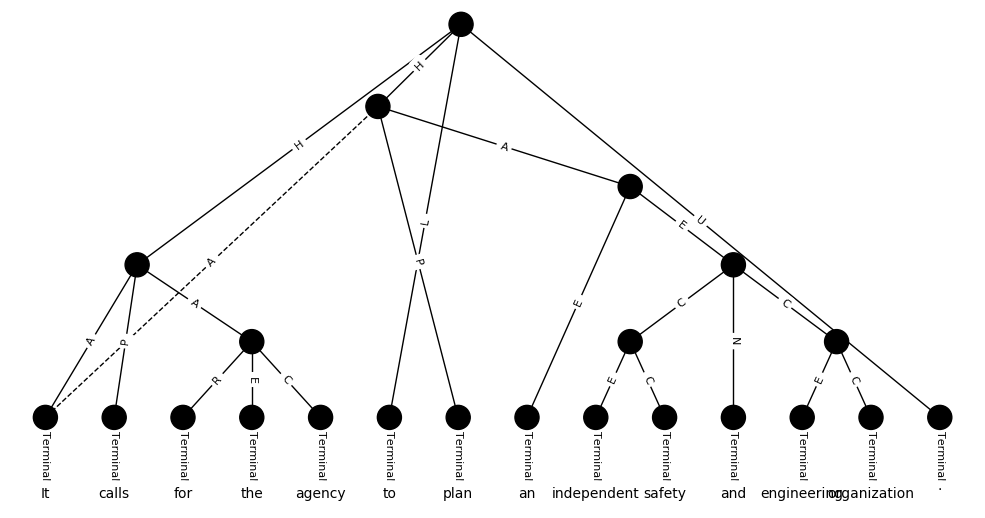 H
A
H
A
L
U
E
A
P
A
E
C
C
A
P
N
R
E
C
E
C
E
C
Terminal Terminal Terminal Terminal Terminal Terminal Terminal Terminal Terminal Terminal Terminal Terminal Terminal Terminal
It calls for the agency to plan an independent safety and engineering organization .